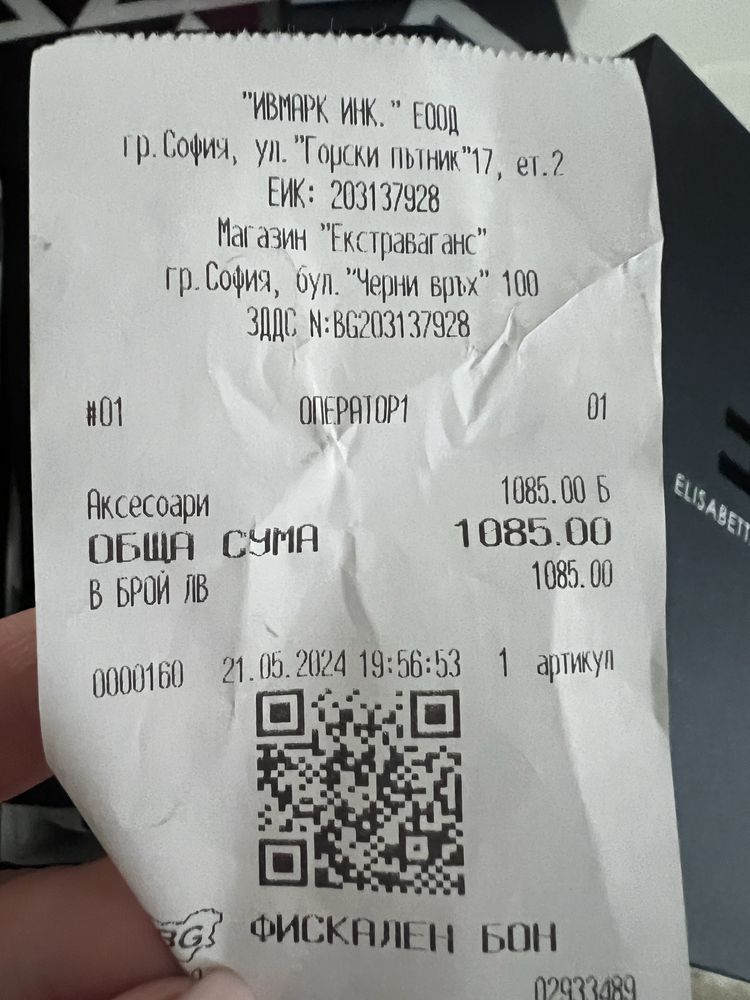 "ИВМАРК ИНК." ЕООД
гр.София, ул."Горски пътник"17, ет.2
ЕИК: 203137928
Магазин "Екстраваганс"
гр.София, бул."Черни връх" 100
ЗДДС N:BG203137928
#01 ОПЕРАТОР1 01
Аксесоари 1085.00 Б
ОБЩА СУМА 1085.00
В БРОЙ ЛВ 1085.00
0000160 21.05.2024 19:56:53 1 артикул
BG ФИСКАЛЕН БОН
02933489
ELISABETT